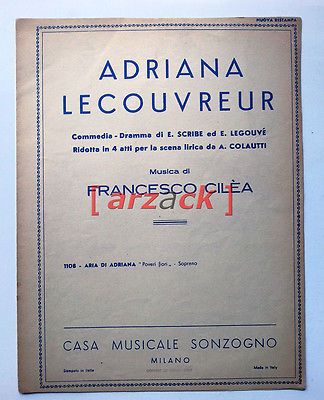 NUOVA RISTAMPA
ADRIANA
LECOUVREUR
Commedia - Dramma di E. SCRIBE ed E. LEGOUVÉ
Ridotta in 4 atti per la scena lirica da A. COLAUTTI
Musica di
FRANCESCO CILÈA
[ arzack ]
1108 - ARIA DI ADRIANA "Poveri fiori„ - Soprano
CASA MUSICALE SONZOGNO
MILANO
Stampato in Italia
Made in Italy